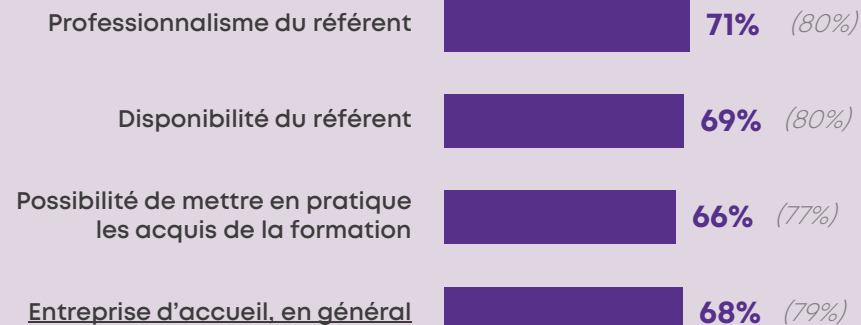 Professionnalisme du référent 71% (80%)
Disponibilité du référent 69% (80%)
Possibilité de mettre en pratique
les acquis de la formation 66% (77%)
Entreprise d'accueil, en général 68% (79%)